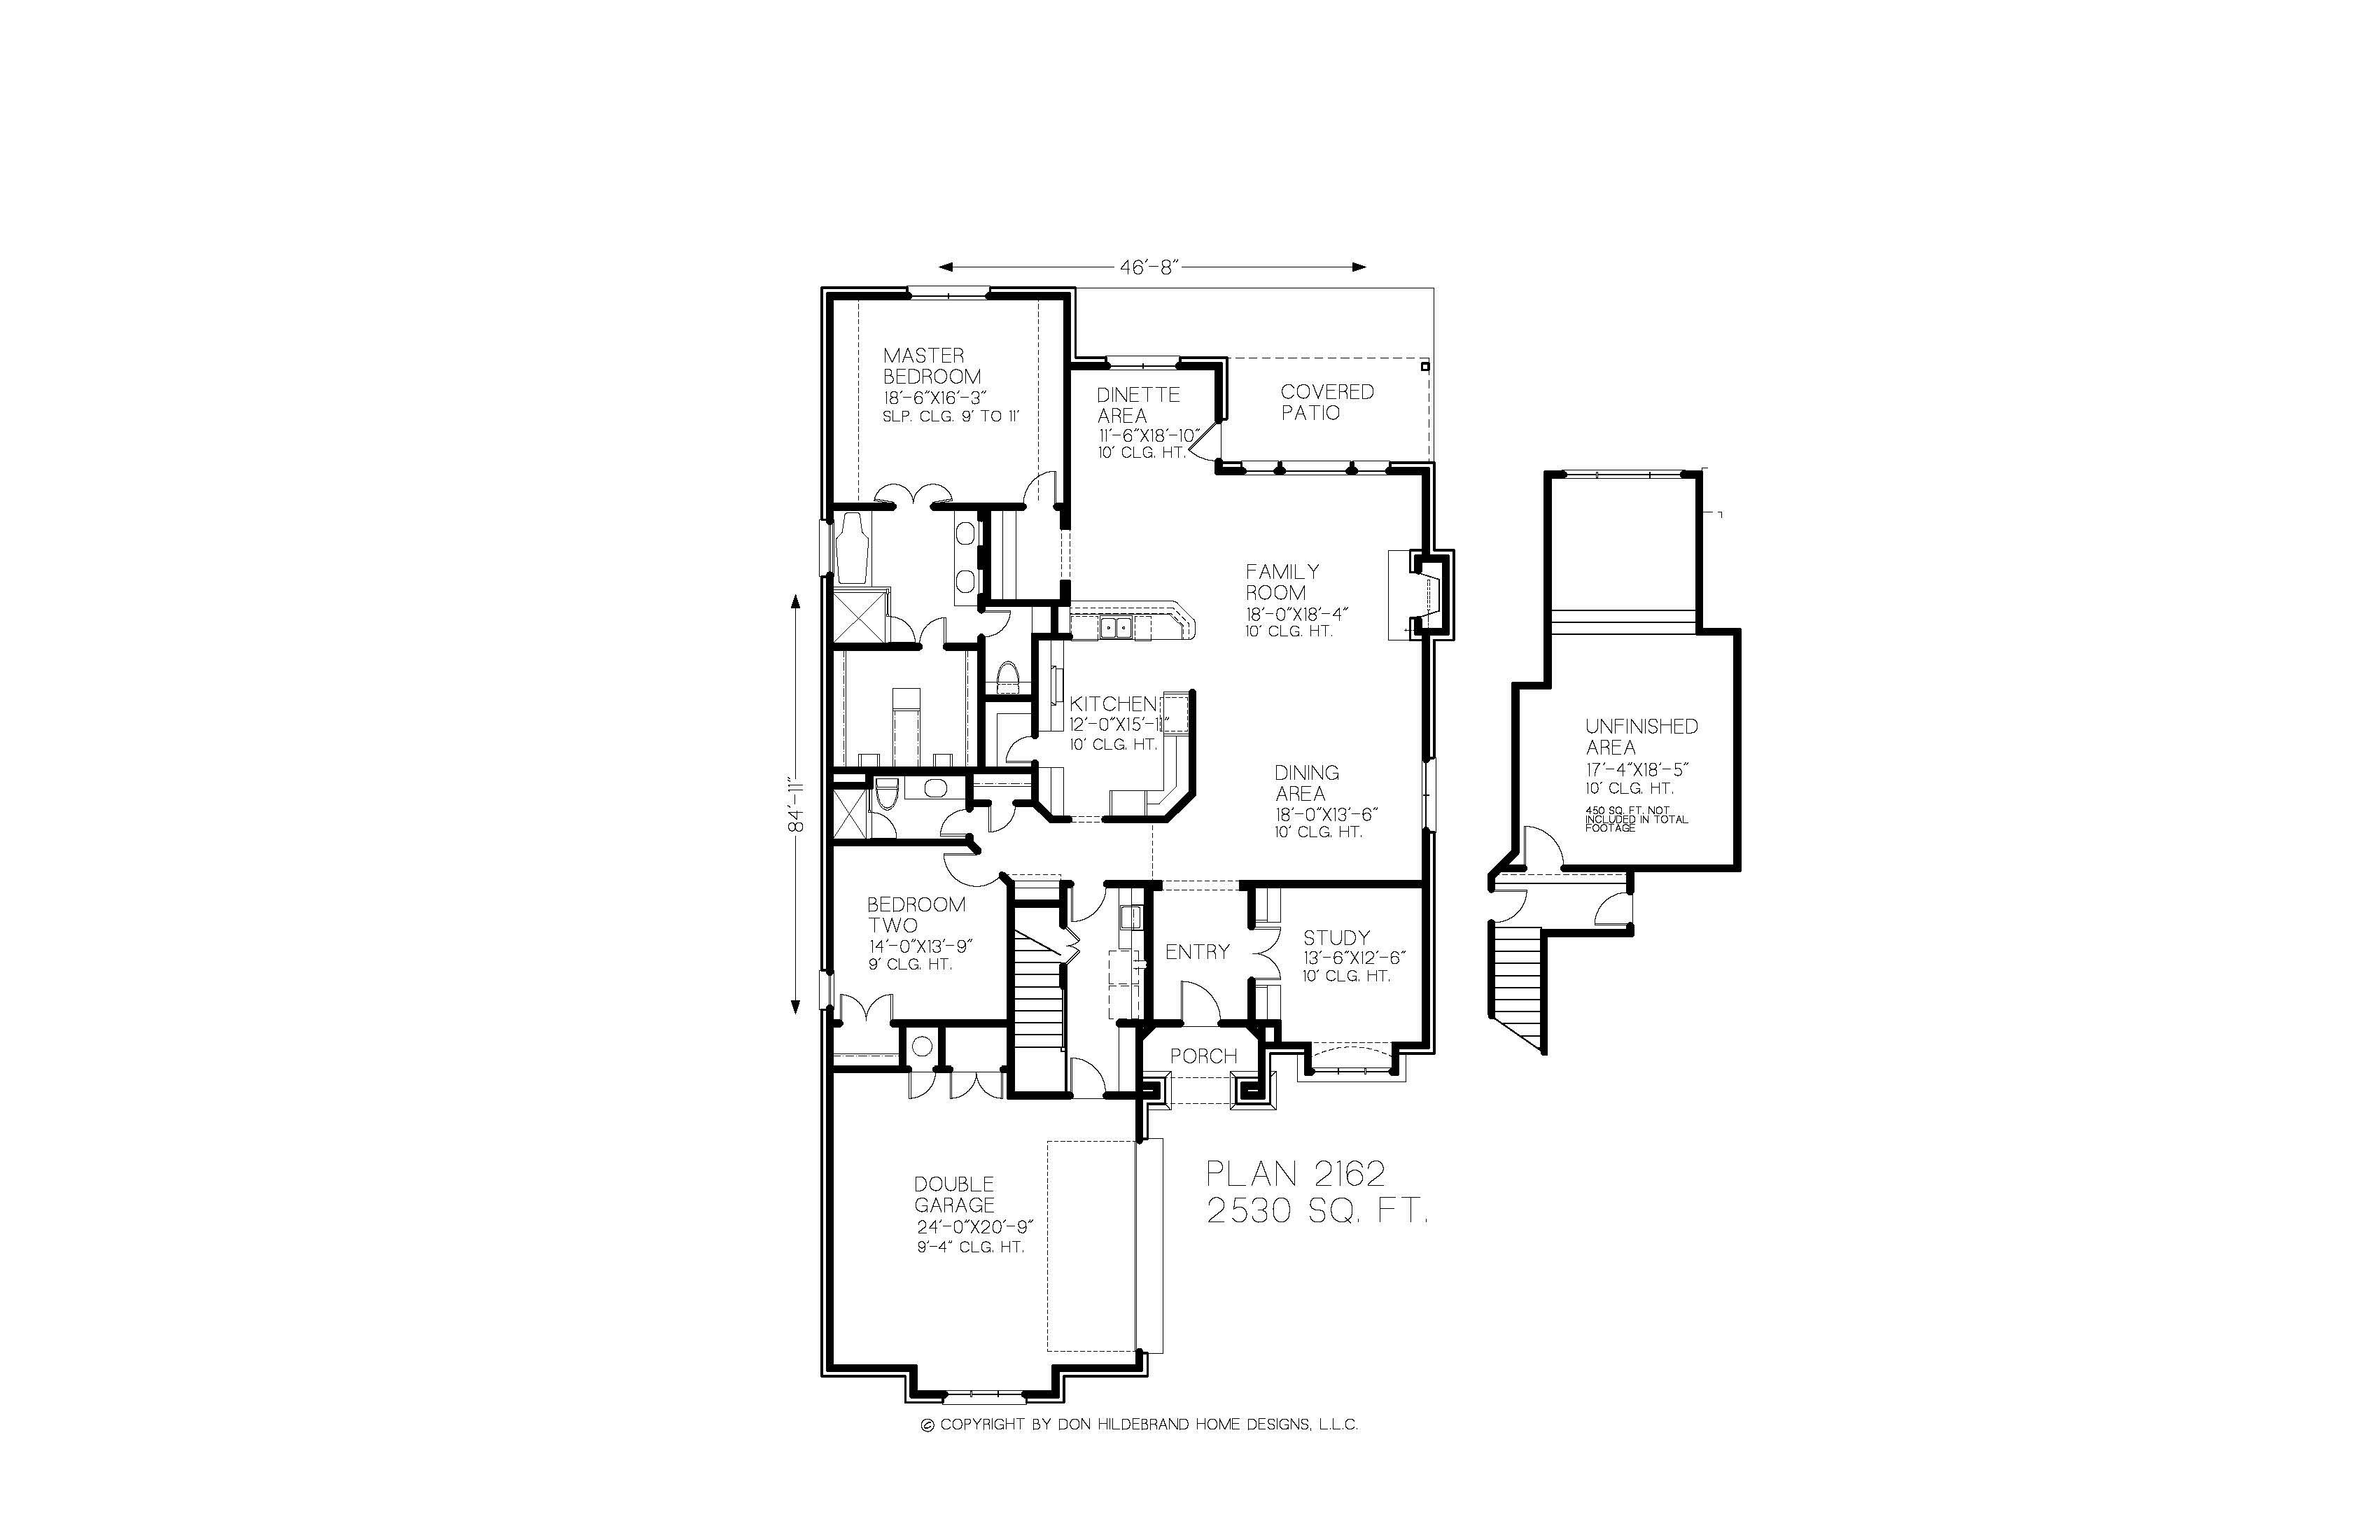 46'-8"
MASTER
BEDROOM
18'-6"X16'-3"
SLP. CLG. 9' TO 11'
DINETTE
AREA
11'-6"X18'-10"
10' CLG. HT.
COVERED
PATIO
FAMILY
ROOM
18'-0"X18'-4"
10' CLG. HT.
KITCHEN
12'-0"X15'-1"
10' CLG. HT.
84'-11"
DINING
AREA
18'-0"X13'-6"
10' CLG. HT.
UNFINISHED
AREA
17'-4"X18'-5"
10' CLG. HT.
450 SQ. FT. NOT
INCLUDED IN TOTAL
FOOTAGE
BEDROOM
TWO
14'-0"X13'-9"
9' CLG. HT.
ENTRY
STUDY
13'-6"X12'-6"
10' CLG. HT.
PORCH
DOUBLE
GARAGE
24'-0"X20'-9"
9'-4" CLG. HT.
PLAN 2162
2530 SQ. FT.
© COPYRIGHT BY DON HILDEBRAND HOME DESIGNS, L.L.C.